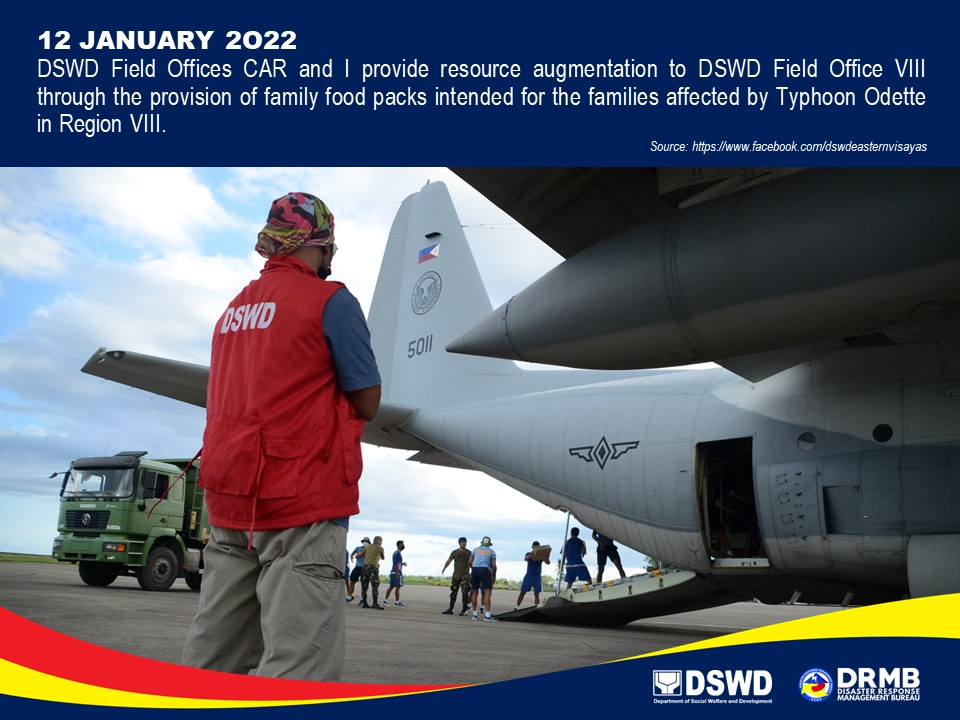 12 JANUARY 2022
DSWD Field Offices CAR and I provide resource augmentation to DSWD Field Office VIII
through the provision of family food packs intended for the families affected by Typhoon Odette
in Region VIII.
Source: https://www.facebook.com/dswdeasternvisayas
DSWD
5011
DSWD
Department of Social Welfare and Development
DRMB
DISASTER RESPONSE
MANAGEMENT BUREAU